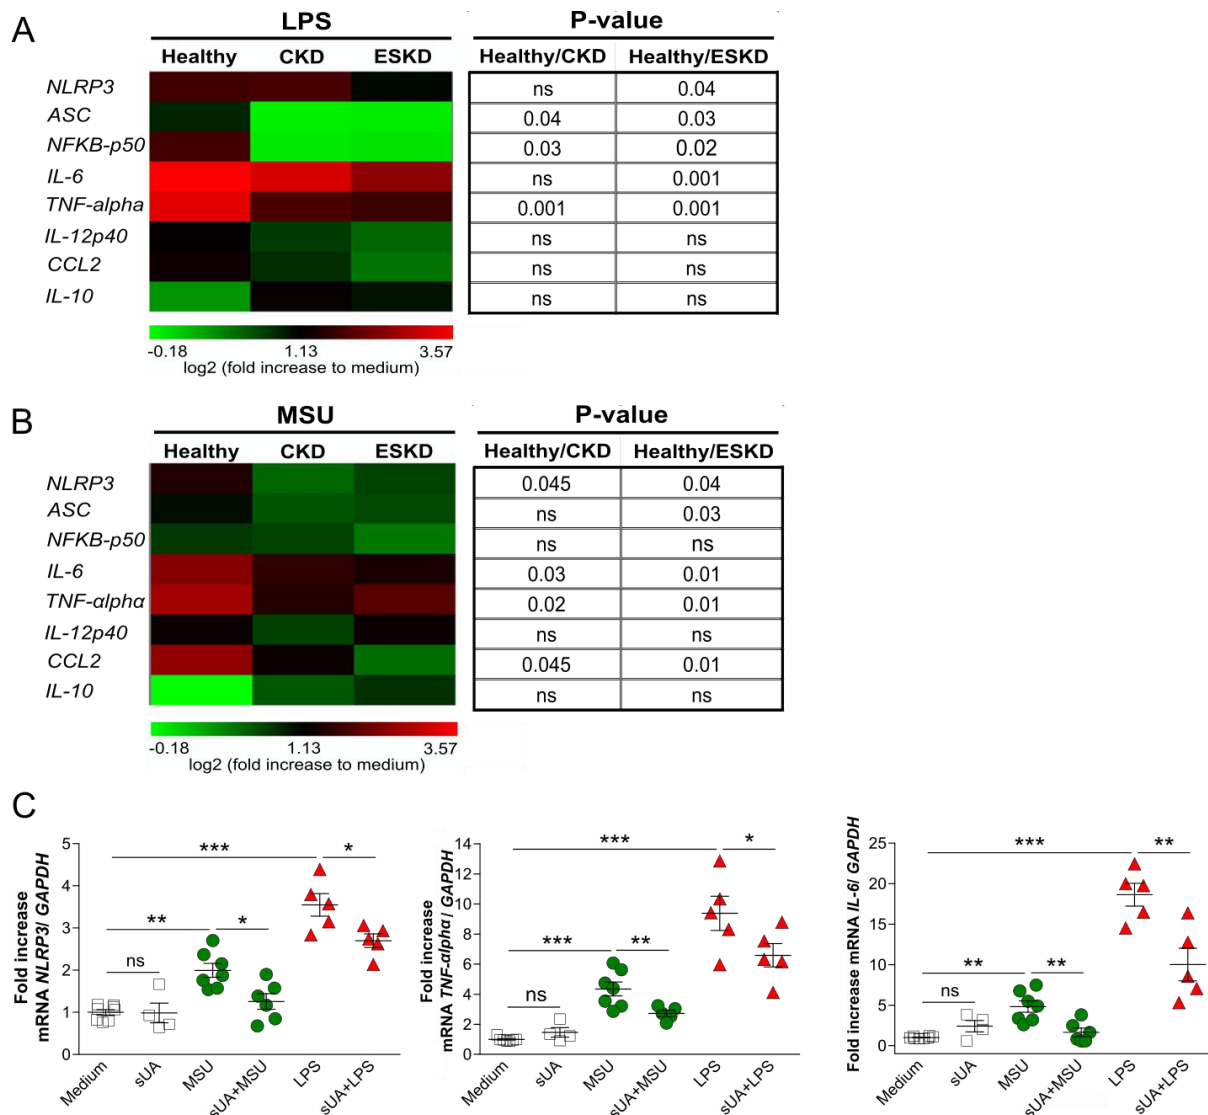 A
LPS
P-value
Healthy CKD ESKD
Healthy/CKD Healthy/ESKD
NLRP3 ns 0.04
ASC 0.04 0.03
NFKB-p50 0.03 0.02
IL-6 ns 0.001
TNF-alpha 0.001 0.001
IL-12p40 ns ns
CCL2 ns ns
IL-10 ns ns
-0.18 1.13 3.57
log2 (fold increase to medium)
B
MSU
P-value
Healthy CKD ESKD
Healthy/CKD Healthy/ESKD
NLRP3 0.045 0.04
ASC ns 0.03
NFKB-p50 ns ns
IL-6 0.03 0.01
TNF-αlpha 0.02 0.01
IL-12p40 ns ns
CCL2 0.045 0.01
IL-10 ns ns
-0.18 1.13 3.57
log2 (fold increase to medium)
C
Fold increase
mRNA NLRP3/ GAPDH
5
4
3
2
1
0
ns
**
*
***
*
Medium
sUA
MSU
sUA+MSU
LPS
sUA+LPS
Fold increase
mRNA TNF-alpha/ GAPDH
14
12
10
8
6
4
2
0
ns
***
**
***
*
Medium
sUA
MSU
sUA+MSU
LPS
sUA+LPS
Fold increase mRNA IL-6/ GAPDH
25
20
15
10
5
0
ns
**
**
***
**
Medium
sUA
MSU
sUA+MSU
LPS
sUA+LPS